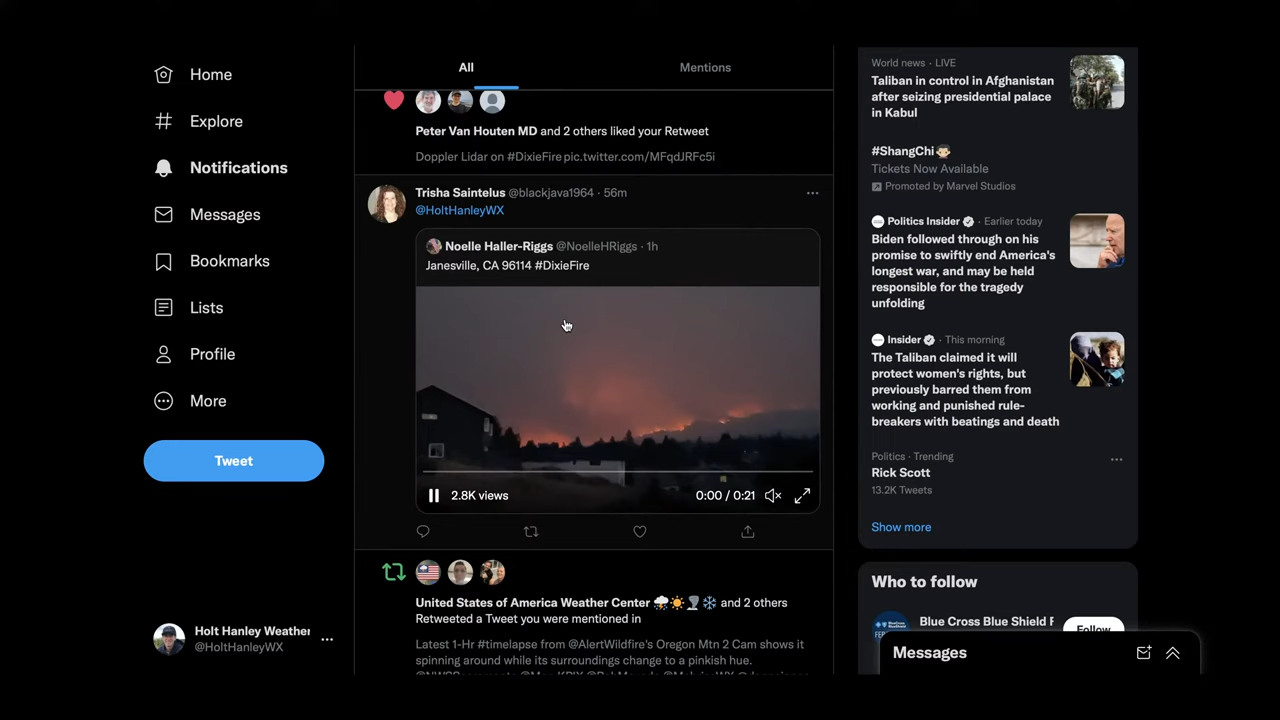 Home
Explore
Notifications
Messages
Bookmarks
Lists
Profile
More
Tweet
Holt Hanley Weather
@HoltHanleyWX
All
Mentions
Peter Van Houten MD and 2 others liked your Retweet
Doppler Lidar on #DixieFire pic.twitter.com/MFqdJRFc5i
Trisha Saintelus @blackjava1964 · 56m
@HoltHanleyWX
Noelle Haller-Riggs @NoelleHRiggs · 1h
Janesville, CA 96114 #DixieFire
2.8K views
0:00 / 0:21
United States of America Weather Center ⛈️☀️🌪️❄️ and 2 others
Retweeted a Tweet you were mentioned in
Latest 1-Hr #timelapse from @AlertWildfire's Oregon Mtn 2 Cam shows it
spinning around while its surroundings change to a pinkish hue.
World news · LIVE
Taliban in control in Afghanistan
after seizing presidential palace
in Kabul
#ShangChi
Tickets Now Available
Promoted by Marvel Studios
Politics Insider · Earlier today
Biden followed through on his
promise to swiftly end America's
longest war, and may be held
responsible for the tragedy
unfolding
Insider · This morning
The Taliban claimed it will
protect women's rights, but
previously barred them from
working and punished rule-
breakers with beatings and death
Politics · Trending
Rick Scott
13.2K Tweets
Show more
Who to follow
Blue Cross Blue Shield F
Follow
Messages